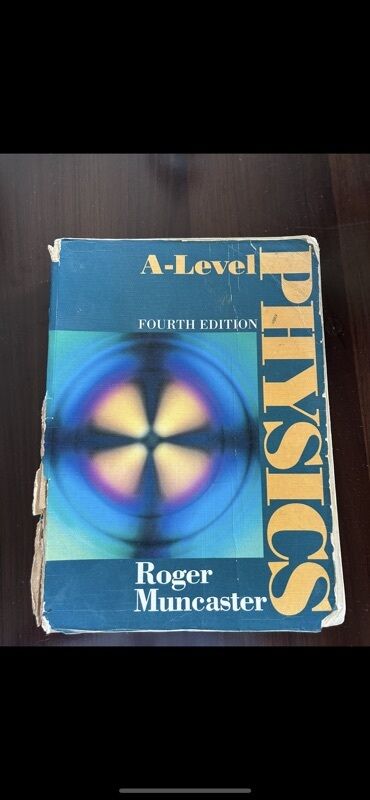 A-Level
PHYSICS
FOURTH EDITION
Roger
Muncaster